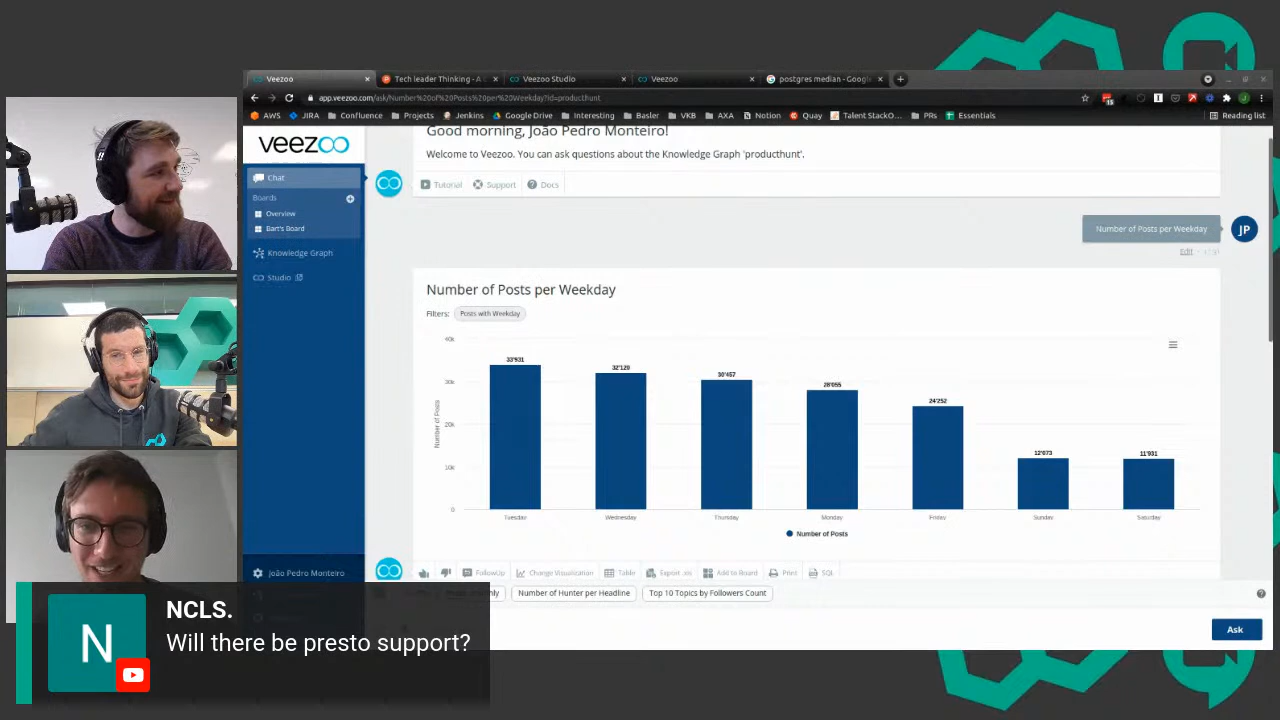 Veezoo
Tech leader Thinking - A
Veezoo Studio
Veezoo
postgres median - Googl
app.veezoo.com/ask/Number%20of%20Posts%20per%20Weekday?id=producthunt
AWS
JIRA
Confluence
Projects
Jenkins
Google Drive
Interesting
Basler
VKB
AXA
Notion
Quay
Talent StackO...
PRs
Essentials
Reading list
veezoo
Chat
Boards
Overview
Bart's Board
Knowledge Graph
Studio
João Pedro Monteiro
Good morning, João Pedro Monteiro!
Welcome to Veezoo. You can ask questions about the Knowledge Graph 'producthunt'.
Tutorial
Support
Docs
Number of Posts per Weekday
JP
Edit
Number of Posts per Weekday
Filters: Posts with Weekday
Number of Posts
40k
30k
20k
10k
0
33'931
32'120
30'457
28'055
24'252
12'073
11'931
Tuesday
Wednesday
Thursday
Monday
Friday
Sunday
Saturday
Number of Posts
FollowUp
Change Visualization
Table
Export .xls
Add to Board
Print
SQL
Number of Hunter per Headline
Top 10 Topics by Followers Count
Ask
N
NCLS.
Will there be presto support?